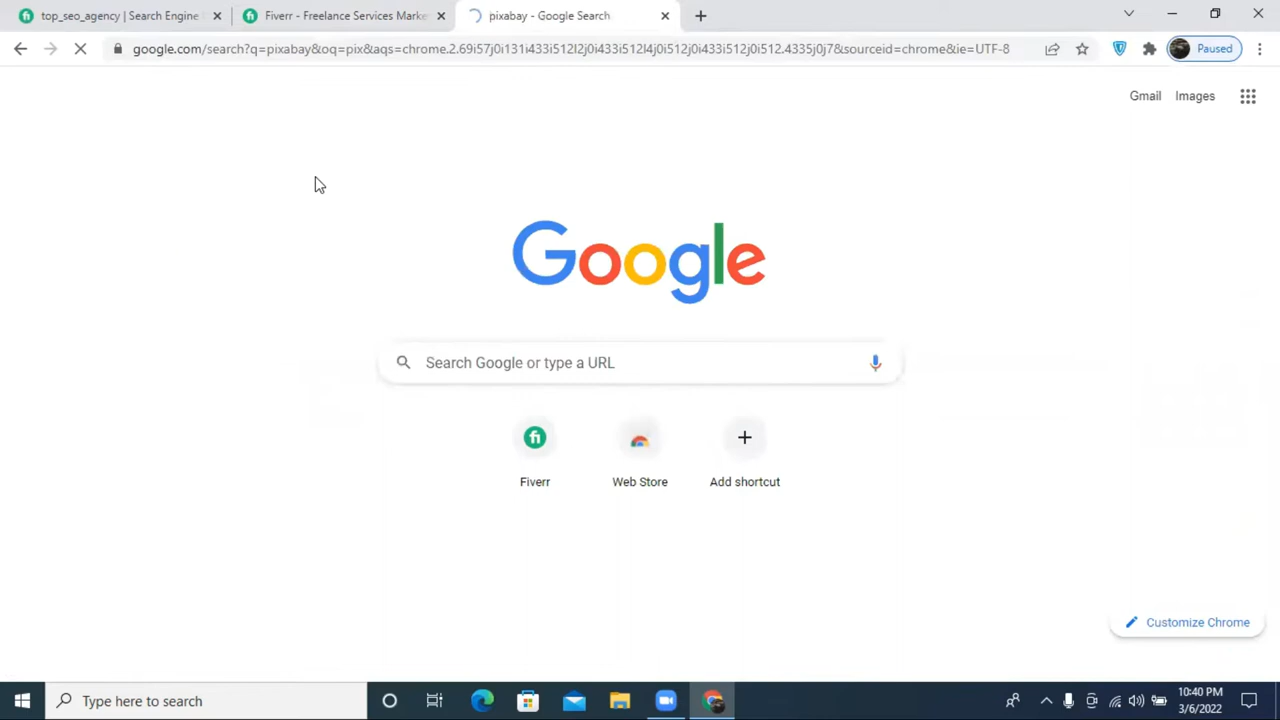 top_seo_agency | Search Engine
Fiverr - Freelance Services Marke
pixabay - Google Search
google.com/search?q=pixabay&oq=pix&aqs=chrome.2.69i57j0i131i433i512l2j0i433i512l4j0i512j0i433i512j0i512.4335j0j7&sourceid=chrome&ie=UTF-8
Paused
Gmail Images
Google
Search Google or type a URL
fi
Fiverr Web Store Add shortcut
Customize Chrome
Type here to search
10:40 PM
3/6/2022